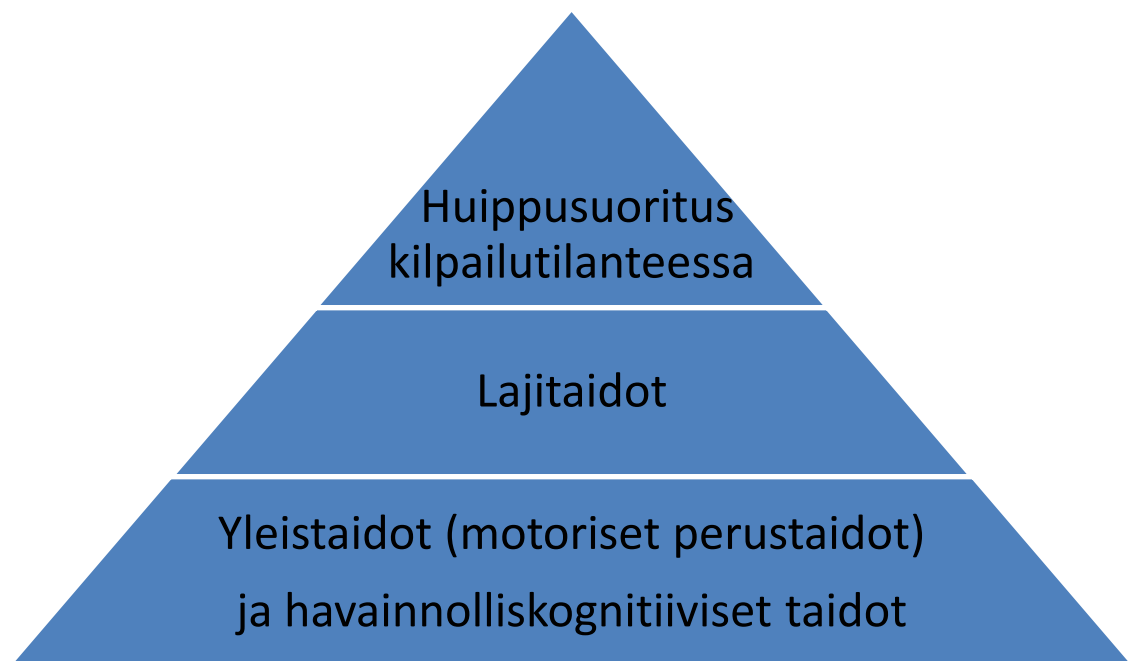 Huippusuoritus
kilpailutilanteessa
Lajitaidot
Yleistaidot (motoriset perustaidot)
ja havainnolliskognitiiviset taidot